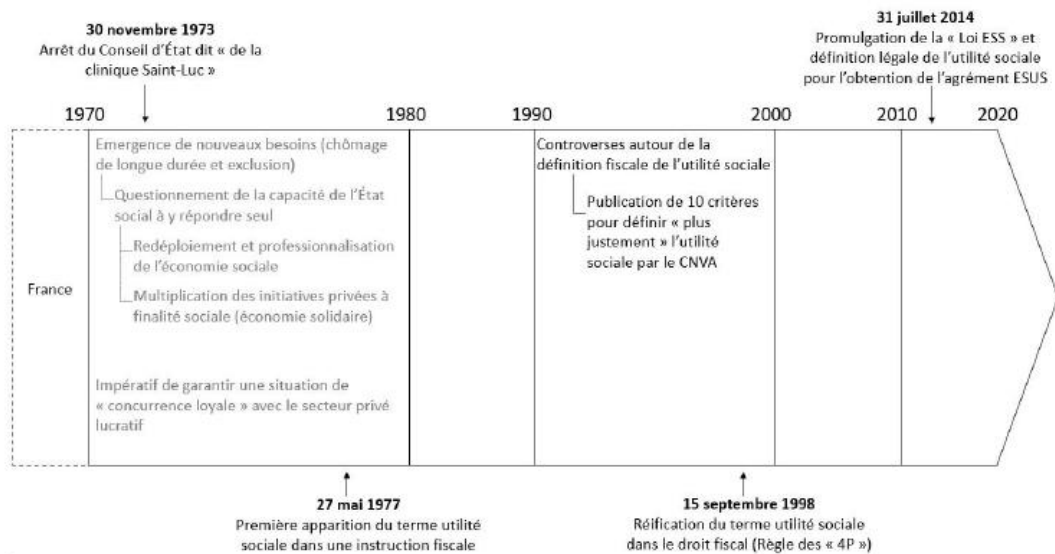 30 novembre 1973
Arrêt du Conseil d'État dit « de la
clinique Saint-Luc »
31 juillet 2014
Promulgation de la « Loi ESS » et
définition légale de l'utilité sociale
pour l'obtention de l'agrément ESUS
1970
1980
1990
2000
2010
2020
France
Emergence de nouveaux besoins (chômage
de longue durée et exclusion)
Questionnement de la capacité de l'État
social à y répondre seul
Redéploiement et professionnalisation
de l'économie sociale
Multiplication des initiatives privées à
finalité sociale (économie solidaire)
Impératif de garantir une situation de
« concurrence loyale » avec le secteur privé
lucratif
Controverses autour de la
définition fiscale de l'utilité sociale
Publication de 10 critères
pour définir « plus
justement » l'utilité
sociale par le CNVA
27 mai 1977
Première apparition du terme utilité
sociale dans une instruction fiscale
15 septembre 1998
Réification du terme utilité sociale
dans le droit fiscal (Règle des « 4P »)